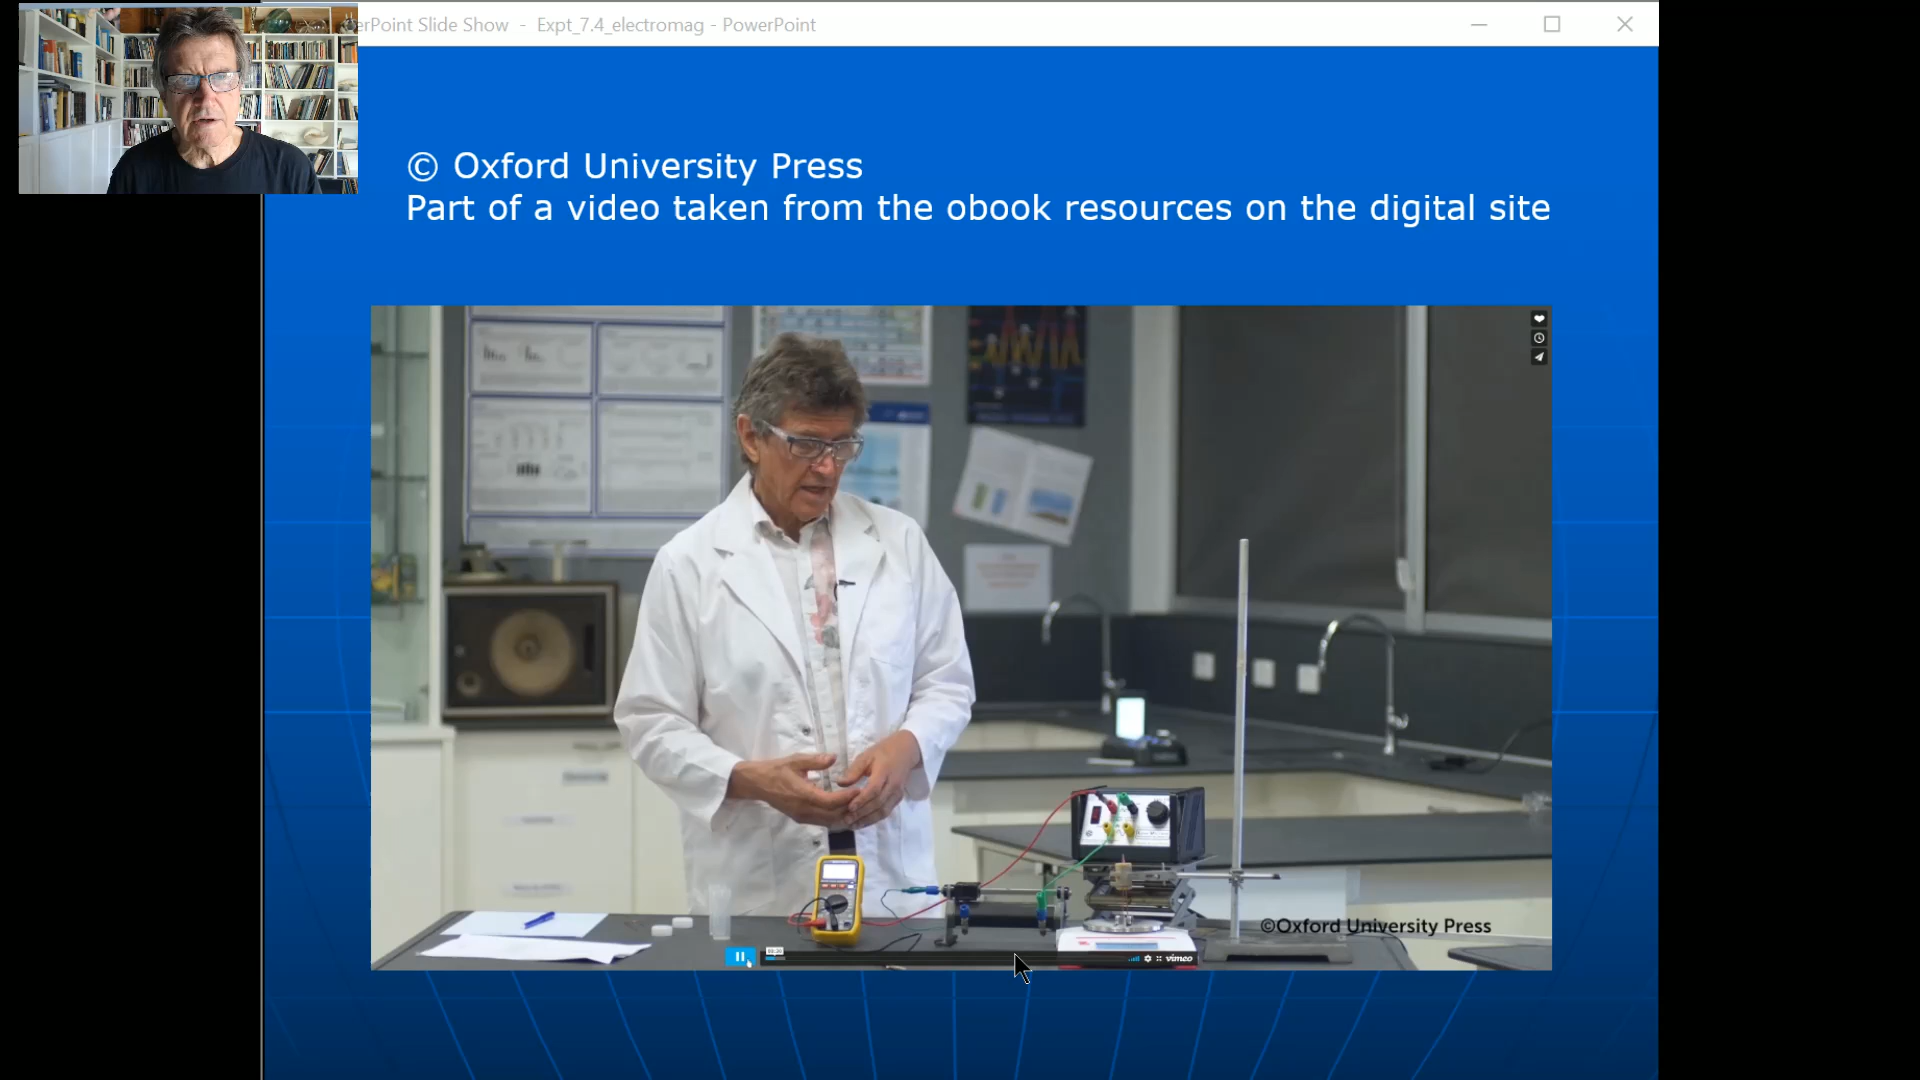 erPoint Slide Show - Expt_7.4_electromag - PowerPoint
© Oxford University Press
Part of a video taken from the obook resources on the digital site
©Oxford University Press
vimeo